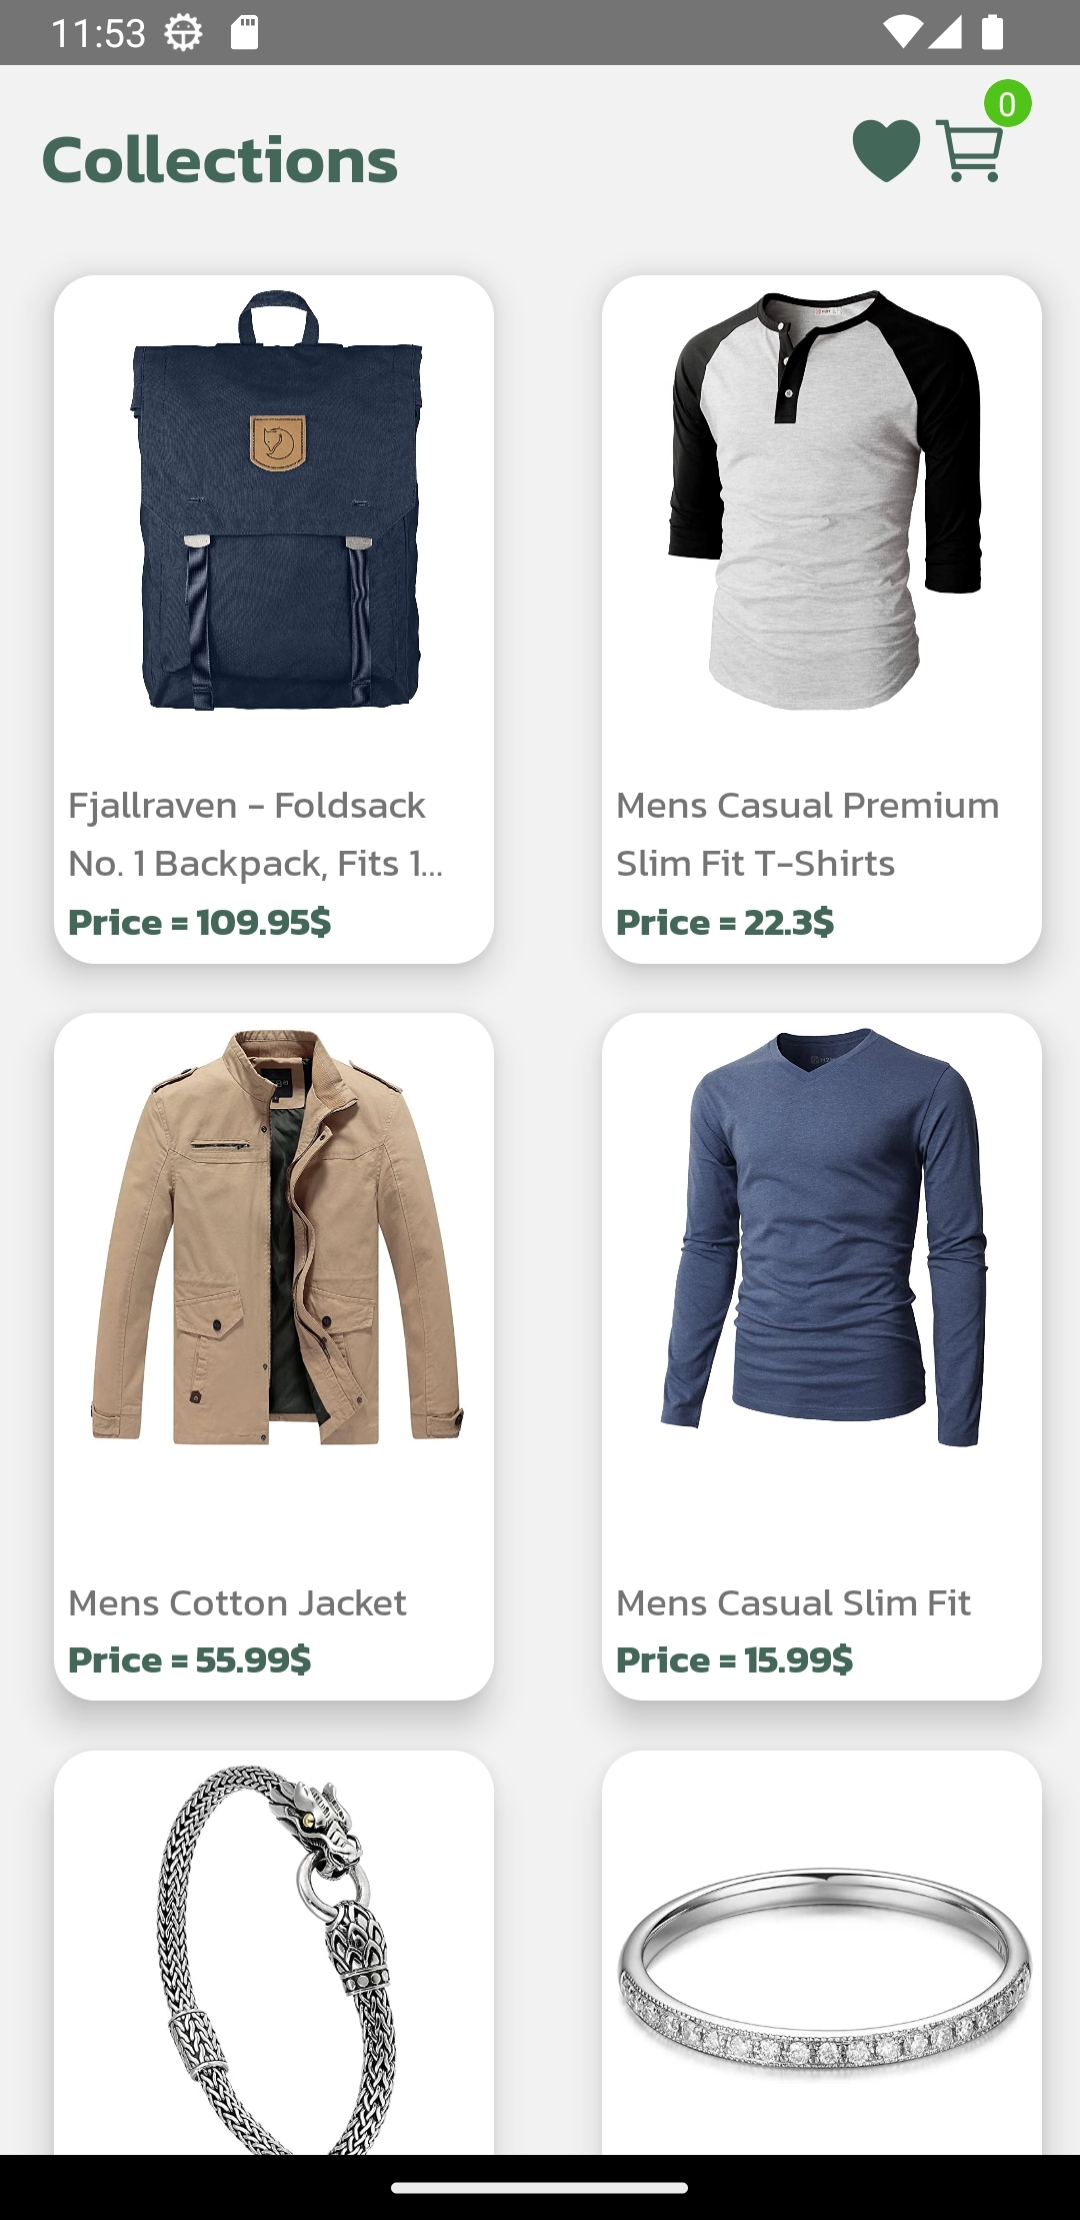 11:53
0
Collections
Fjallraven - Foldsack
No. 1 Backpack, Fits 1...
Price = 109.95$
Mens Casual Premium
Slim Fit T-Shirts
Price = 22.3$
Mens Cotton Jacket
Price = 55.99$
Mens Casual Slim Fit
Price = 15.99$